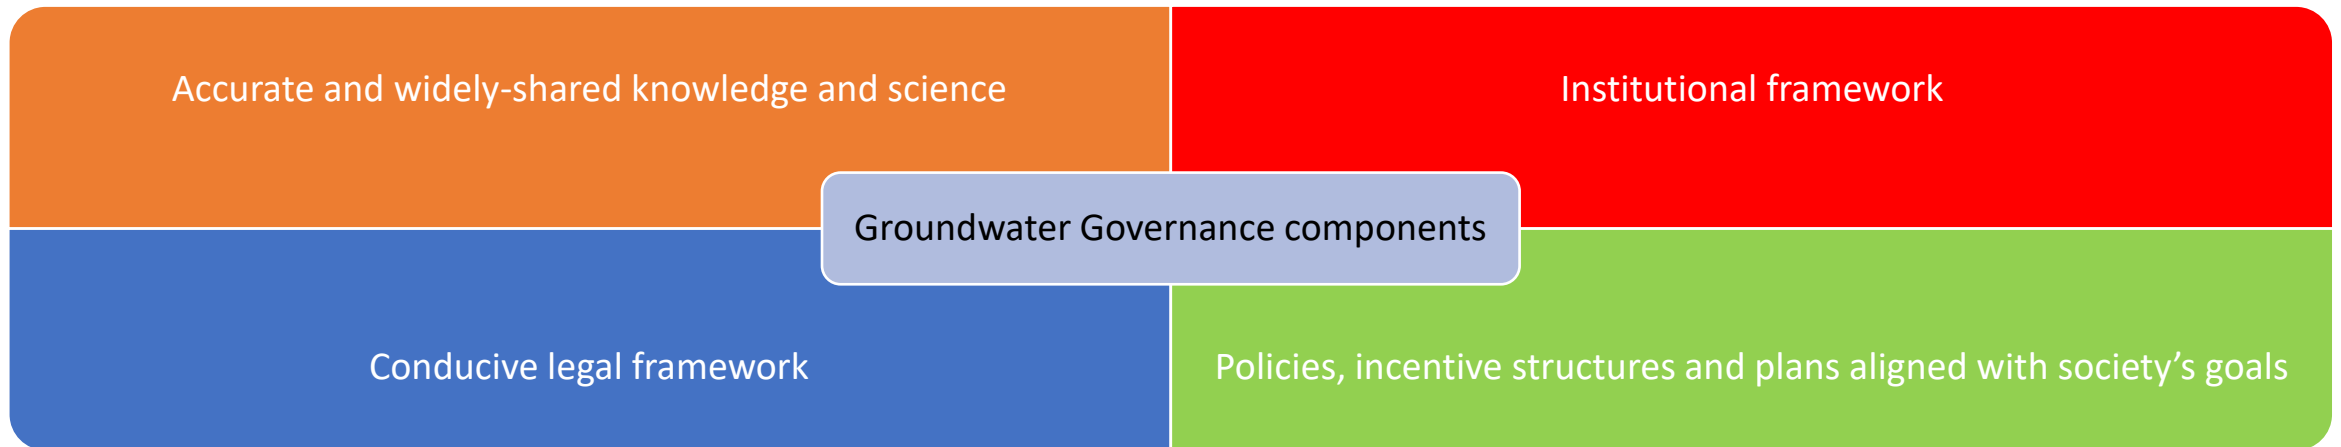 Accurate and widely-shared knowledge and science
Institutional framework
Groundwater Governance components
Conducive legal framework
Policies, incentive structures and plans aligned with society’s goals